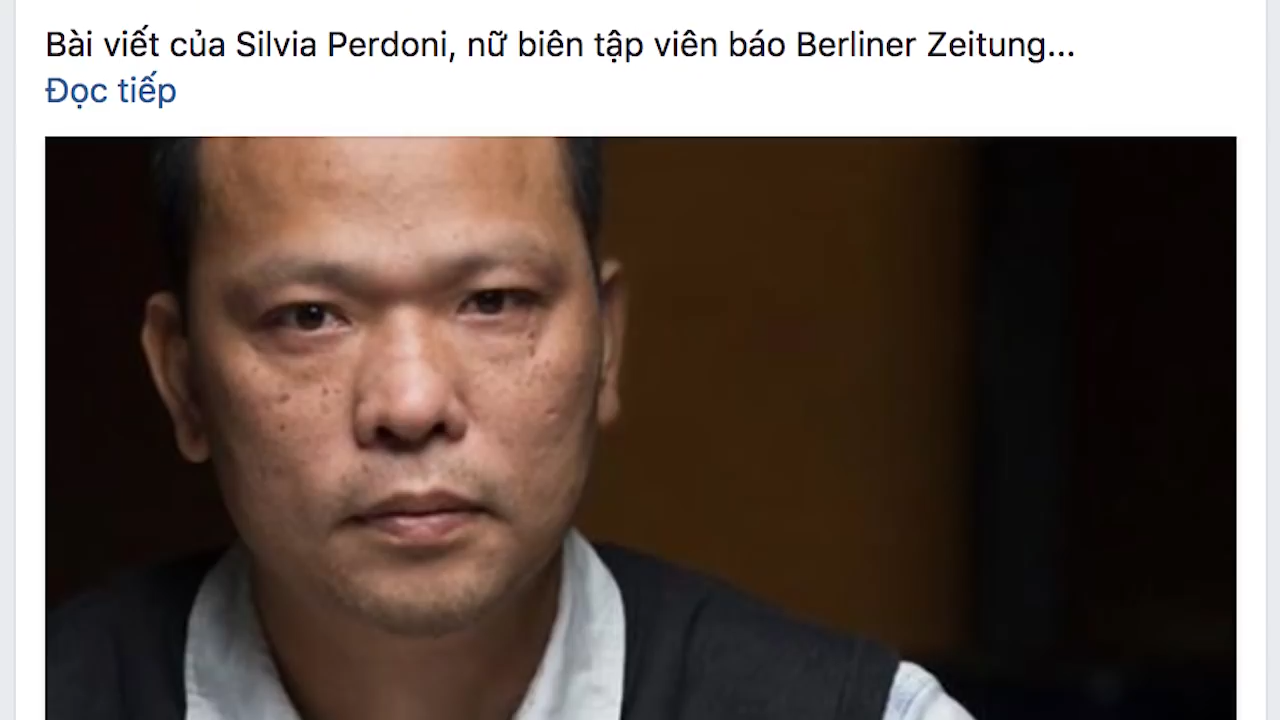 Bài viết của Silvia Perdoni, nữ biên tập viên báo Berliner Zeitung...
Đọc tiếp